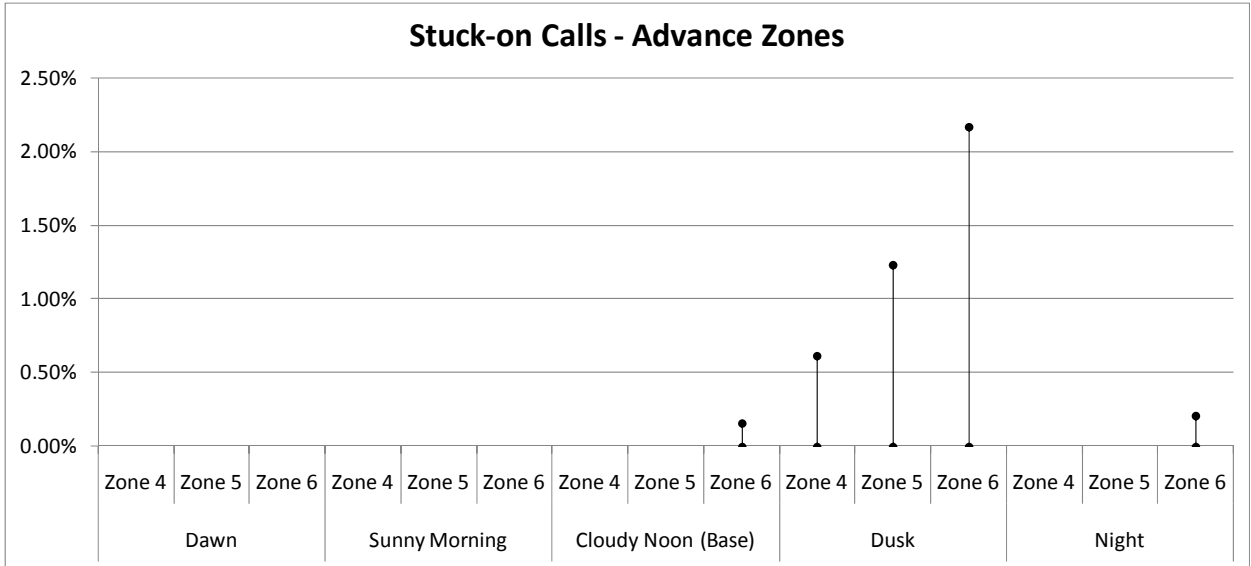 Stuck-on Calls - Advance Zones
2.50%
2.00%
1.50%
1.00%
0.50%
0.00%
Zone 4 Zone 5 Zone 6 Zone 4 Zone 5 Zone 6 Zone 4 Zone 5 Zone 6 Zone 4 Zone 5 Zone 6 Zone 4 Zone 5 Zone 6
Dawn Sunny Morning Cloudy Noon (Base) Dusk Night